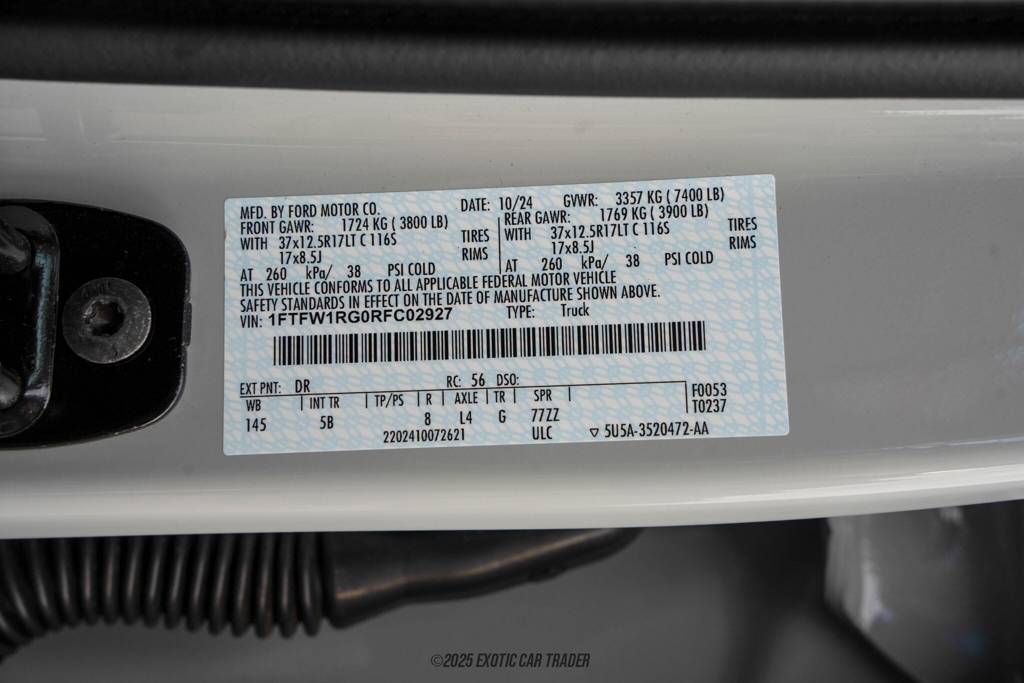 MFD. BY FORD MOTOR CO. DATE: 10/24 GVWR: 3357 KG ( 7400 LB)
FRONT GAWR: 1724 KG ( 3800 LB) REAR GAWR: 1769 KG ( 3900 LB)
WITH 37x12.5R17LT C 116S TIRES WITH 37x12.5R17LT C 116S TIRES
17x8.5J RIMS 17x8.5J RIMS
AT 260 kPa/ 38 PSI COLD AT 260 kPa/ 38 PSI COLD
THIS VEHICLE CONFORMS TO ALL APPLICABLE FEDERAL MOTOR VEHICLE
SAFETY STANDARDS IN EFFECT ON THE DATE OF MANUFACTURE SHOWN ABOVE.
VIN: 1FTFW1RG0RFC02927 TYPE: Truck
EXT PNT: DR RC: 56 DSO: F0053
WB INT TR TP/PS R AXLE TR SPR T0237
145 5B 8 L4 G 77ZZ
2202410072621 ULC ▽ 5U5A-3520472-AA
©2025 EXOTIC CAR TRADER